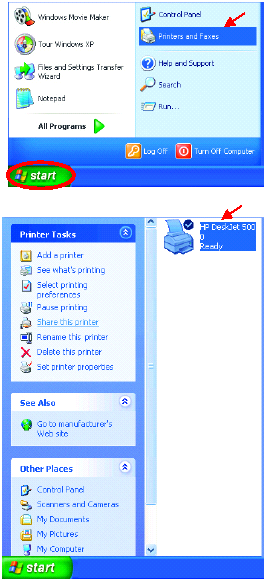 Windows Movie Maker
Control Panel
Tour Windows XP
Printers and Faxes
Files and Settings Transfer
Wizard
Help and Support
Notepad
Search
Run...
All Programs
Log Off
Turn Off Computer
start
Printer Tasks
Add a printer
See what's printing
Select printing
preferences
Pause printing
Share this printer
Rename this printer
Delete this printer
Set printer properties
See Also
Go to manufacturer's
Web site
Other Places
Control Panel
Scanners and Cameras
My Documents
My Pictures
My Computer
HP DeskJet 500
0
Ready
start